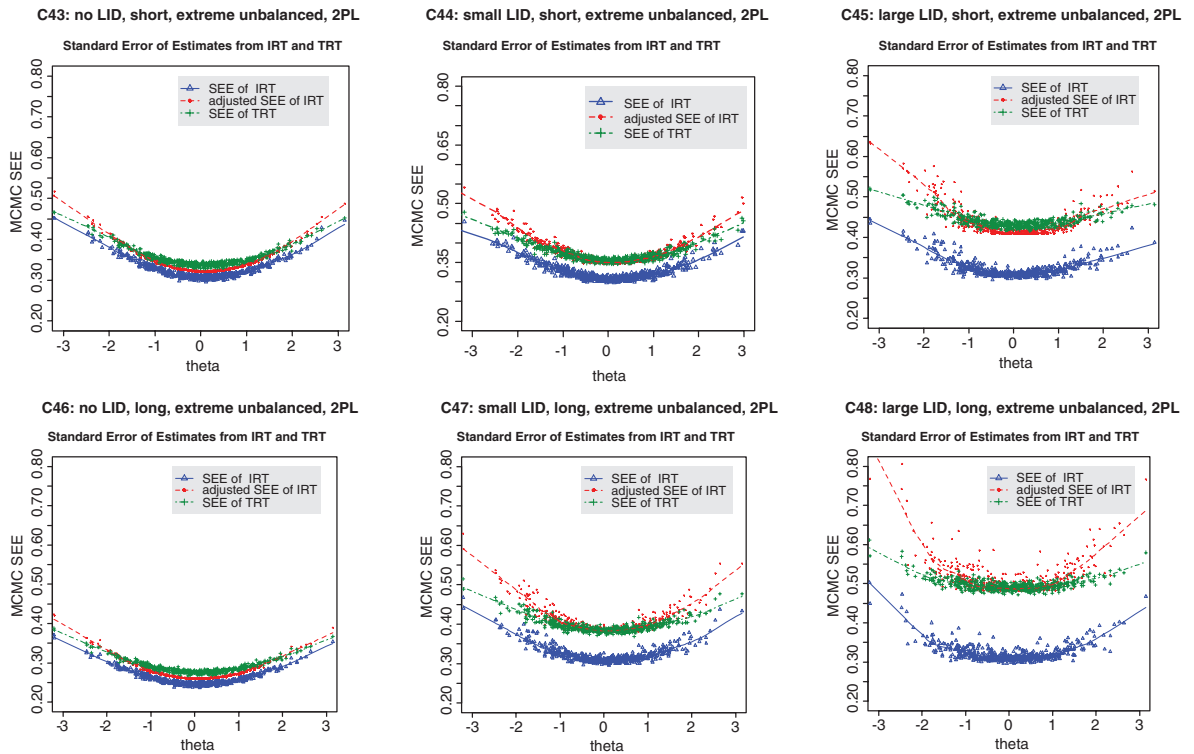 C43: no LID, short, extreme unbalanced, 2PL
Standard Error of Estimates from IRT and TRT
SEE of IRT
adjusted SEE of IRT
SEE of TRT
MCMC SEE
0.80
0.70
0.60
0.50
0.40
0.30
0.20
-3 -2 -1 0 1 2 3
theta
C44: small LID, short, extreme unbalanced, 2PL
Standard Error of Estimates from IRT and TRT
SEE of IRT
adjusted SEE of IRT
SEE of TRT
MCMC SEE
0.80
0.65
0.50
0.35
0.20
-3 -2 -1 0 1 2 3
theta
C45: large LID, short, extreme unbalanced, 2PL
Standard Error of Estimates from IRT and TRT
SEE of IRT
adjusted SEE of IRT
SEE of TRT
MCMC SEE
0.80
0.70
0.60
0.50
0.40
0.30
0.20
-3 -2 -1 0 1 2 3
theta
C46: no LID, long, extreme unbalanced, 2PL
Standard Error of Estimates from IRT and TRT
SEE of IRT
adjusted SEE of IRT
SEE of TRT
MCMC SEE
0.80
0.70
0.60
0.50
0.40
0.30
0.20
-3 -2 -1 0 1 2 3
theta
C47: small LID, long, extreme unbalanced, 2PL
Standard Error of Estimates from IRT and TRT
SEE of IRT
adjusted SEE of IRT
SEE of TRT
MCMC SEE
0.80
0.70
0.60
0.50
0.40
0.30
0.20
-3 -2 -1 0 1 2 3
theta
C48: large LID, long, extreme unbalanced, 2PL
Standard Error of Estimates from IRT and TRT
SEE of IRT
adjusted SEE of IRT
SEE of TRT
MCMC SEE
0.80
0.70
0.60
0.50
0.40
0.30
0.20
-3 -2 -1 0 1 2 3
theta